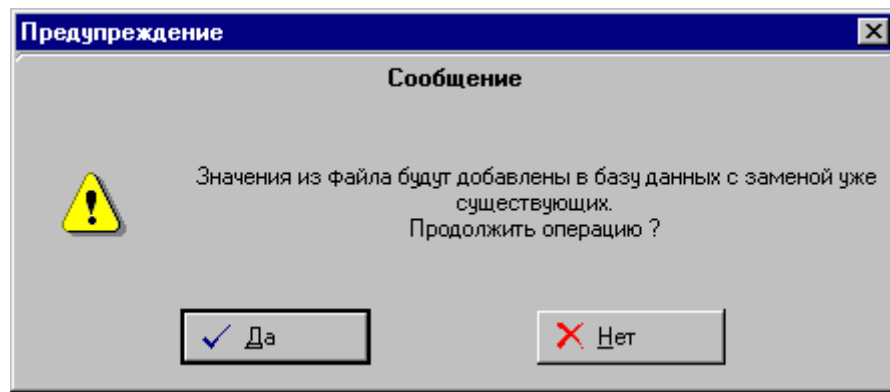 Предупреждение
Сообщение
Значения из файла будут добавлены в базу данных с заменой уже
существующих.
Продолжить операцию ?
Да
Нет